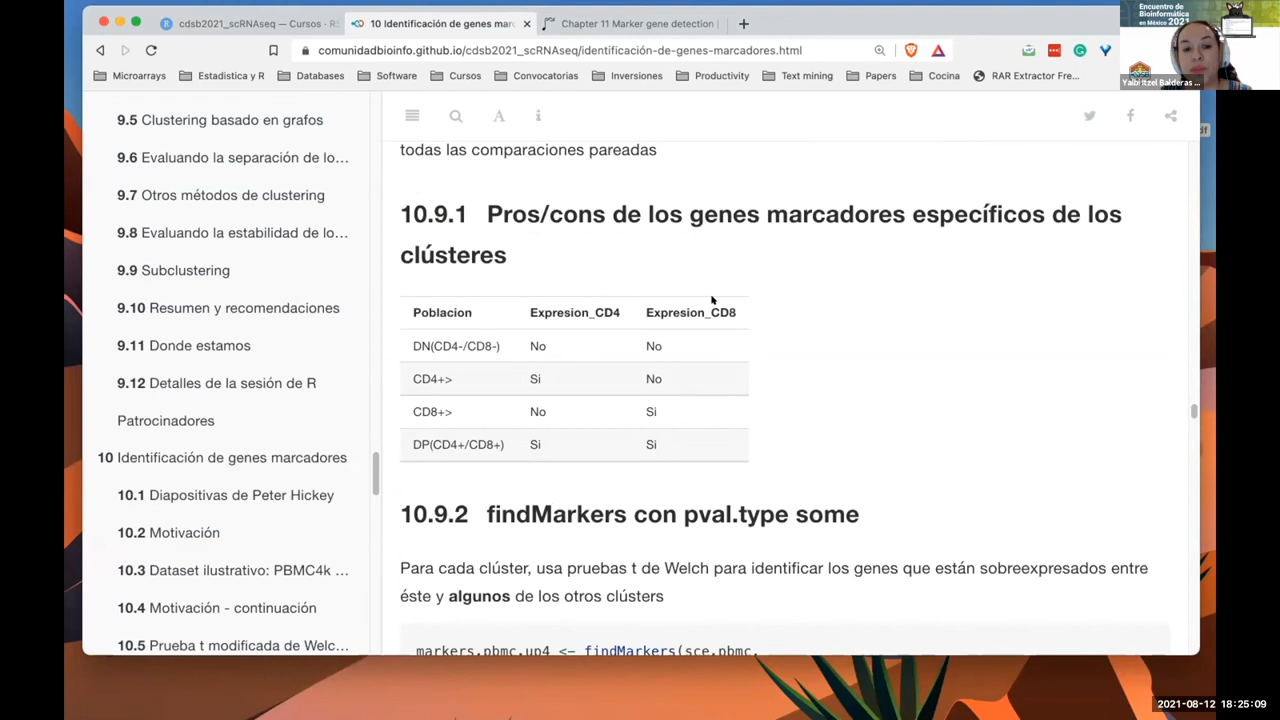 cdsb2021_scRNAseq — Cursos · R
10 Identificación de genes mar
Chapter 11 Marker gene detection |
comunidadbioinfo.github.io/cdsb2021_scRNAseq/identificación-de-genes-marcadores.html
Microarrays
Estadistica y R
Databases
Software
Cursos
Convocatorias
Inversiones
Productivity
Text mining
Papers
Cocina
RAR Extractor Fre...
Encuentro de
Bioinformática
en México 2021
Yalbi Itzel Balderas ...
9.5 Clustering basado en grafos
9.6 Evaluando la separación de lo…
9.7 Otros métodos de clustering
9.8 Evaluando la estabilidad de lo…
9.9 Subclustering
9.10 Resumen y recomendaciones
9.11 Donde estamos
9.12 Detalles de la sesión de R
Patrocinadores
10 Identificación de genes marcadores
10.1 Diapositivas de Peter Hickey
10.2 Motivación
10.3 Dataset ilustrativo: PBMC4k …
10.4 Motivación - continuación
10.5 Prueba t modificada de Welc…
todas las comparaciones pareadas
10.9.1 Pros/cons de los genes marcadores específicos de los
clústeres
Poblacion Expresion_CD4 Expresion_CD8
DN(CD4-/CD8-) No No
CD4+> Si No
CD8+> No Si
DP(CD4+/CD8+) Si Si
10.9.2 findMarkers con pval.type some
Para cada clúster, usa pruebas t de Welch para identificar los genes que están sobreexpresados entre
éste y algunos de los otros clústers
markers.pbmc.up4 <- findMarkers(sce.pbmc,
2021-08-12 18:25:09